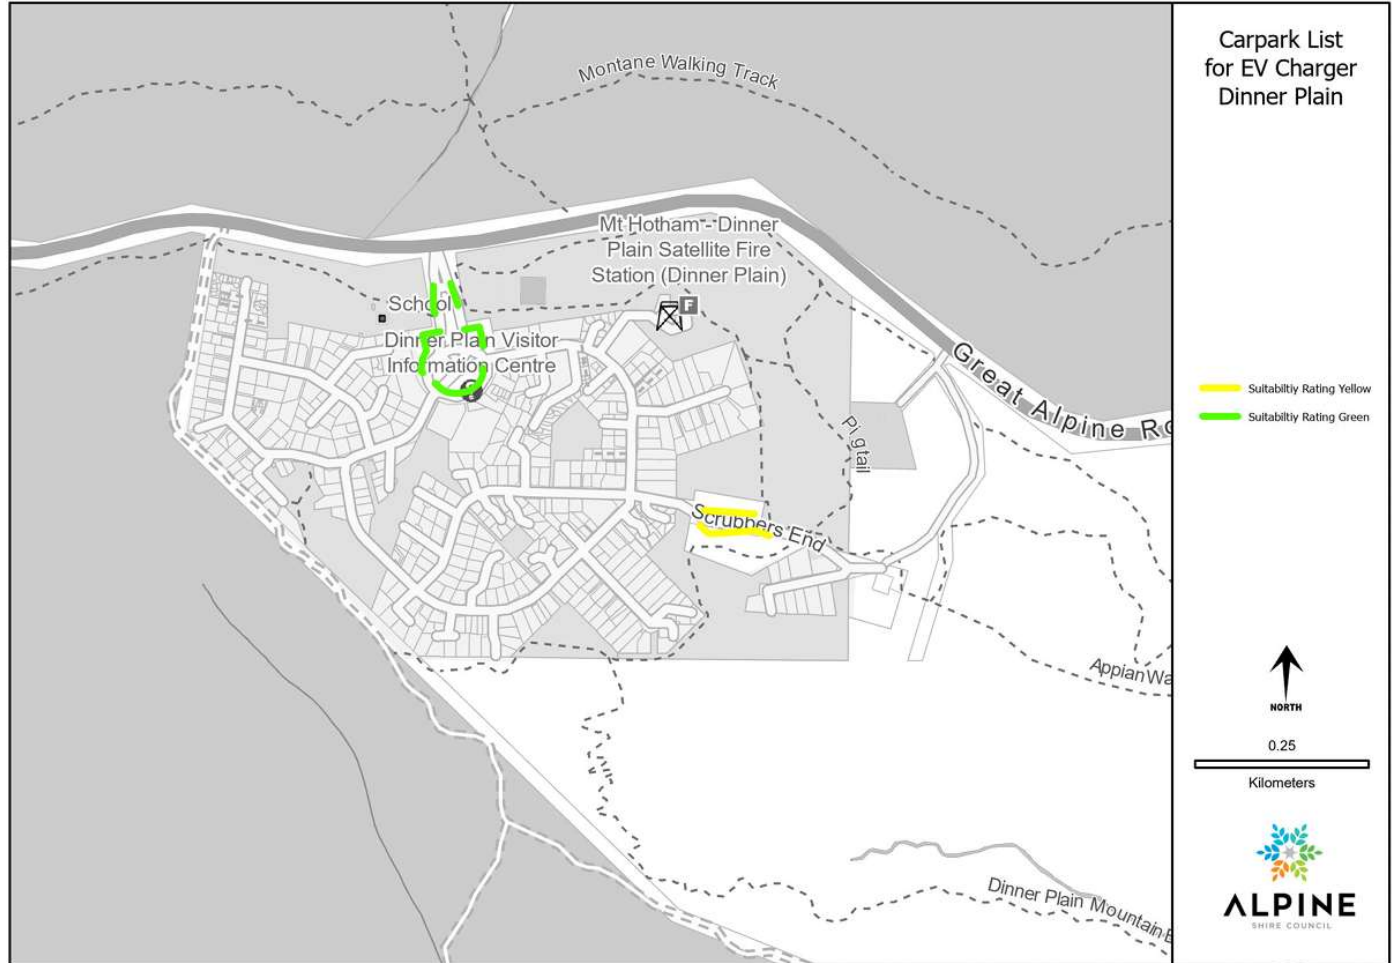 Carpark List
for EV Charger
Dinner Plain
Montane Walking Track
Mt Hotham - Dinner
Plain Satellite Fire
Station (Dinner Plain)
F
School
Dinner Plain Visitor
Information Centre
Great Alpine Ro
Pigtail
Scrubbers End
Appian Wa
Dinner Plain Mountain B
Suitabiltiy Rating Yellow
Suitabiltiy Rating Green
NORTH
0.25
Kilometers
ALPINE
SHIRE COUNCIL